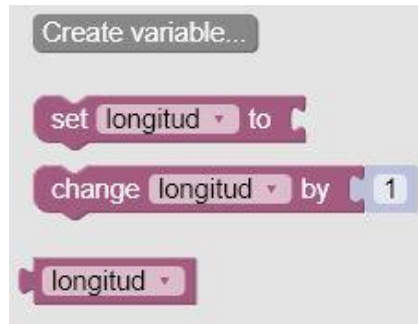 Create variable...
set longitud to
change longitud by 1
longitud